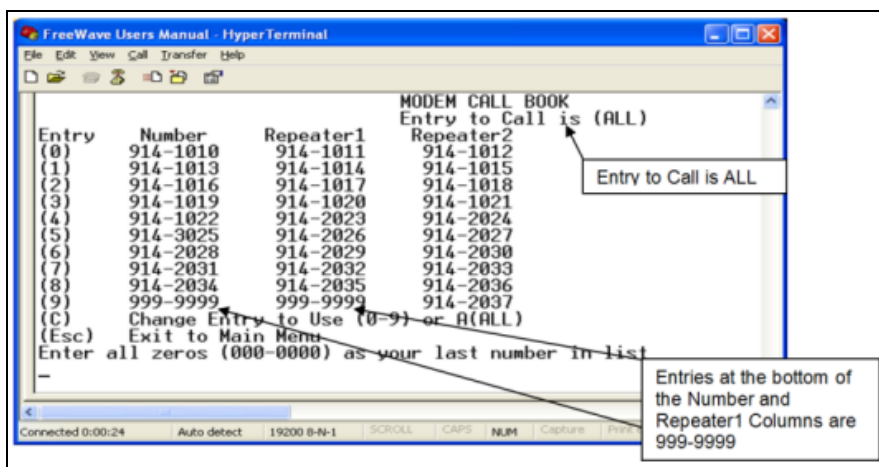 FreeWave Users Manual - HyperTerminal
File Edit View Call Transfer Help
MODEM CALL BOOK
Entry to Call is (ALL)
Entry Number Repeater1 Repeater2
(0) 914-1010 914-1011 914-1012
(1) 914-1013 914-1014 914-1015
(2) 914-1016 914-1017 914-1018
(3) 914-1019 914-1020 914-1021
(4) 914-1022 914-2023 914-2024
(5) 914-3025 914-2026 914-2027
(6) 914-2028 914-2029 914-2030
(7) 914-2031 914-2032 914-2033
(8) 914-2034 914-2035 914-2036
(9) 999-9999 999-9999 914-2037
(C) Change Entry to Use (0-9) or A(ALL)
(Esc) Exit to Main Menu
Enter all zeros (000-0000) as your last number in list
Entry to Call is ALL
Entries at the bottom of
the Number and
Repeater1 Columns are
999-9999
Connected 0:00:24 Auto detect 19200 8-N-1 SCROLL CAPS NUM Capture Print